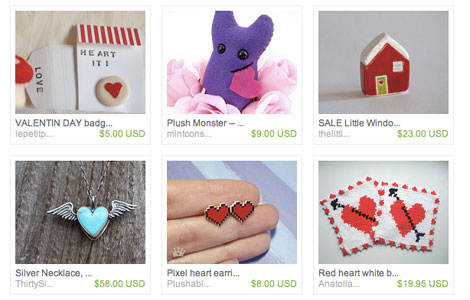 HEART
IT!
LOVE
VALENTIN DAY badg...
lepetitp... $5.00 USD
Plush Monster -- ...
mintcons... $9.00 USD
SALE Little Windo...
thelittl... $23.00 USD
Silver Necklace, ...
ThirtySi... $58.00 USD
Pixel heart earri...
Plushabl... $8.00 USD
Red heart white b...
Anatolia... $19.95 USD